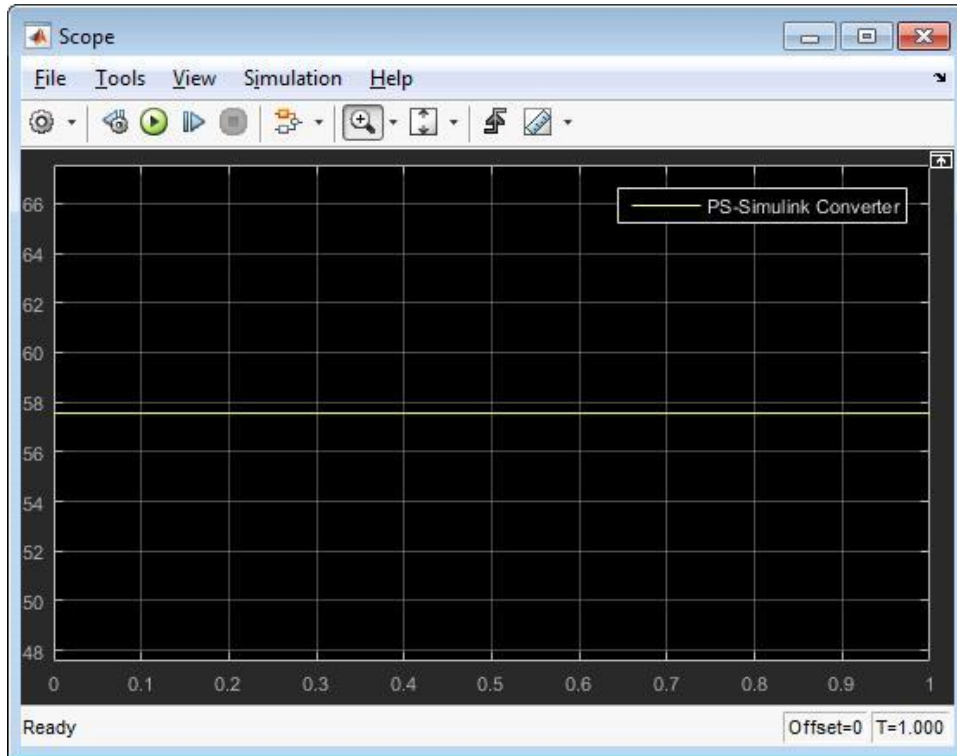 Scope
File Tools View Simulation Help
PS-Simulink Converter
66
64
62
60
58
56
54
52
50
48
0 0.1 0.2 0.3 0.4 0.5 0.6 0.7 0.8 0.9 1
Ready Offset=0 T=1.000